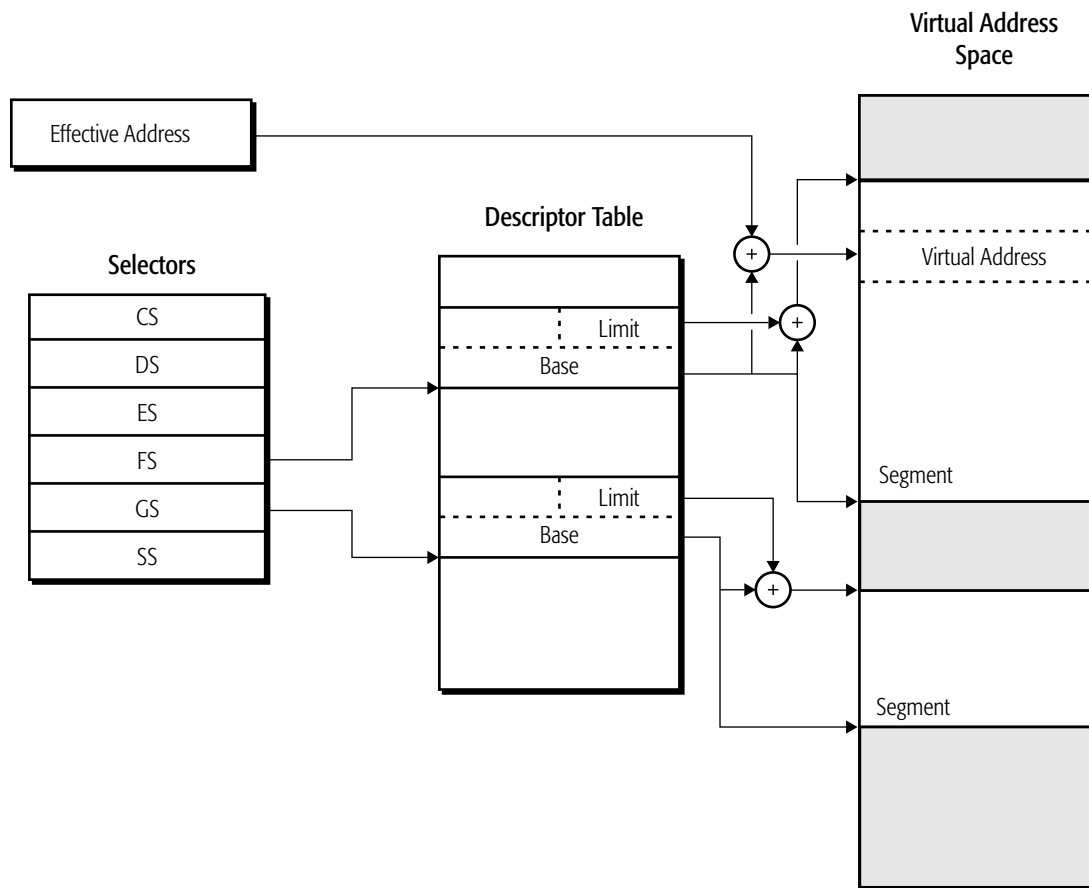 Virtual Address
Space
Effective Address
Descriptor Table
+
Selectors
Virtual Address
CS
Limit
+
DS
Base
ES
FS
Segment
GS
Limit
Base
SS
+
Segment